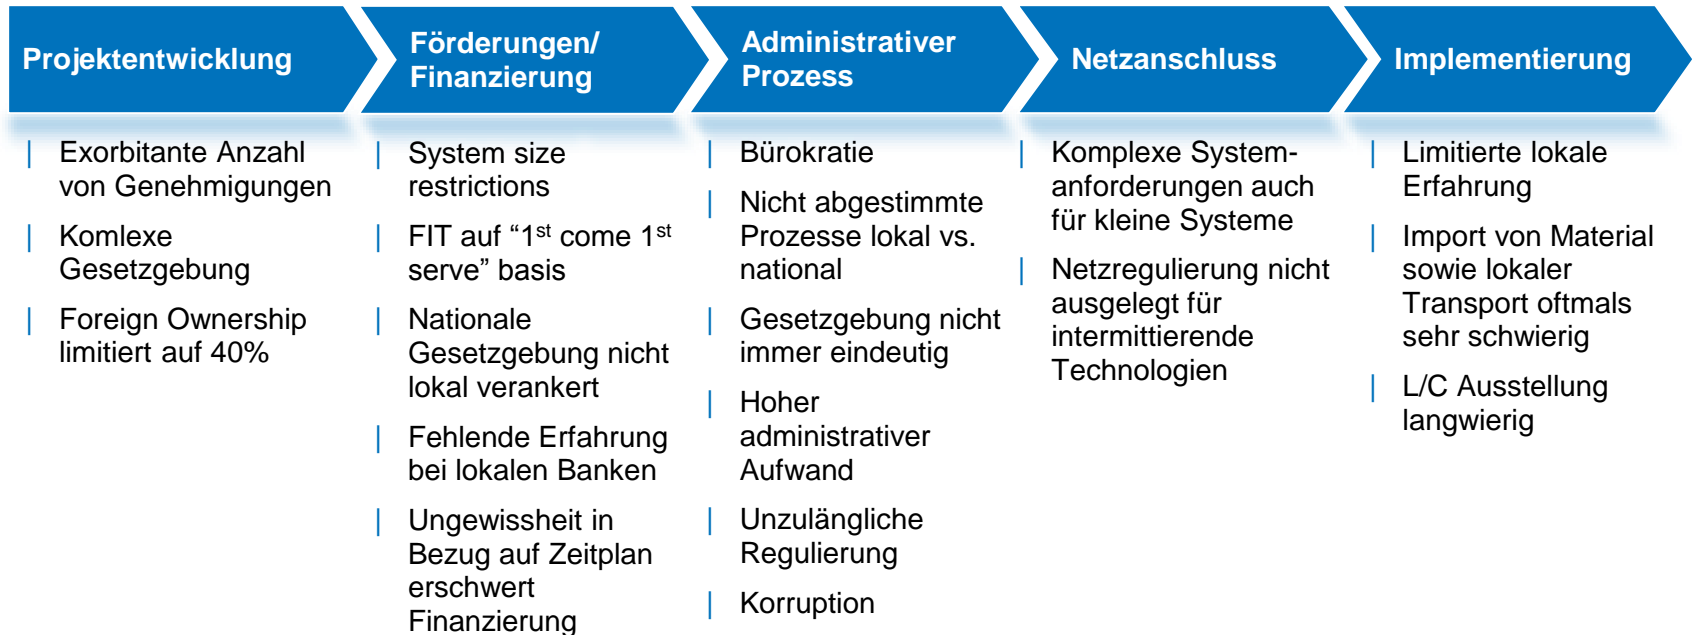 Projektentwicklung
Förderungen/
Finanzierung
Administrativer
Prozess
Netzanschluss
Implementierung
| Exorbitante Anzahl
von Genehmigungen
| Komlexe
Gesetzgebung
| Foreign Ownership
limitiert auf 40%
| System size
restrictions
| FIT auf “1st come 1st
serve” basis
| Nationale
Gesetzgebung nicht
lokal verankert
| Fehlende Erfahrung
bei lokalen Banken
| Ungewissheit in
Bezug auf Zeitplan
erschwert
Finanzierung
| Bürokratie
| Nicht abgestimmte
Prozesse lokal vs.
national
| Gesetzgebung nicht
immer eindeutig
| Hoher
administrativer
Aufwand
| Unzulängliche
Regulierung
| Korruption
| Komplexe System-
anforderungen auch
für kleine Systeme
| Netzregulierung nicht
ausgelegt für
intermittierende
Technologien
| Limitierte lokale
Erfahrung
| Import von Material
sowie lokaler
Transport oftmals
sehr schwierig
| L/C Ausstellung
langwierig